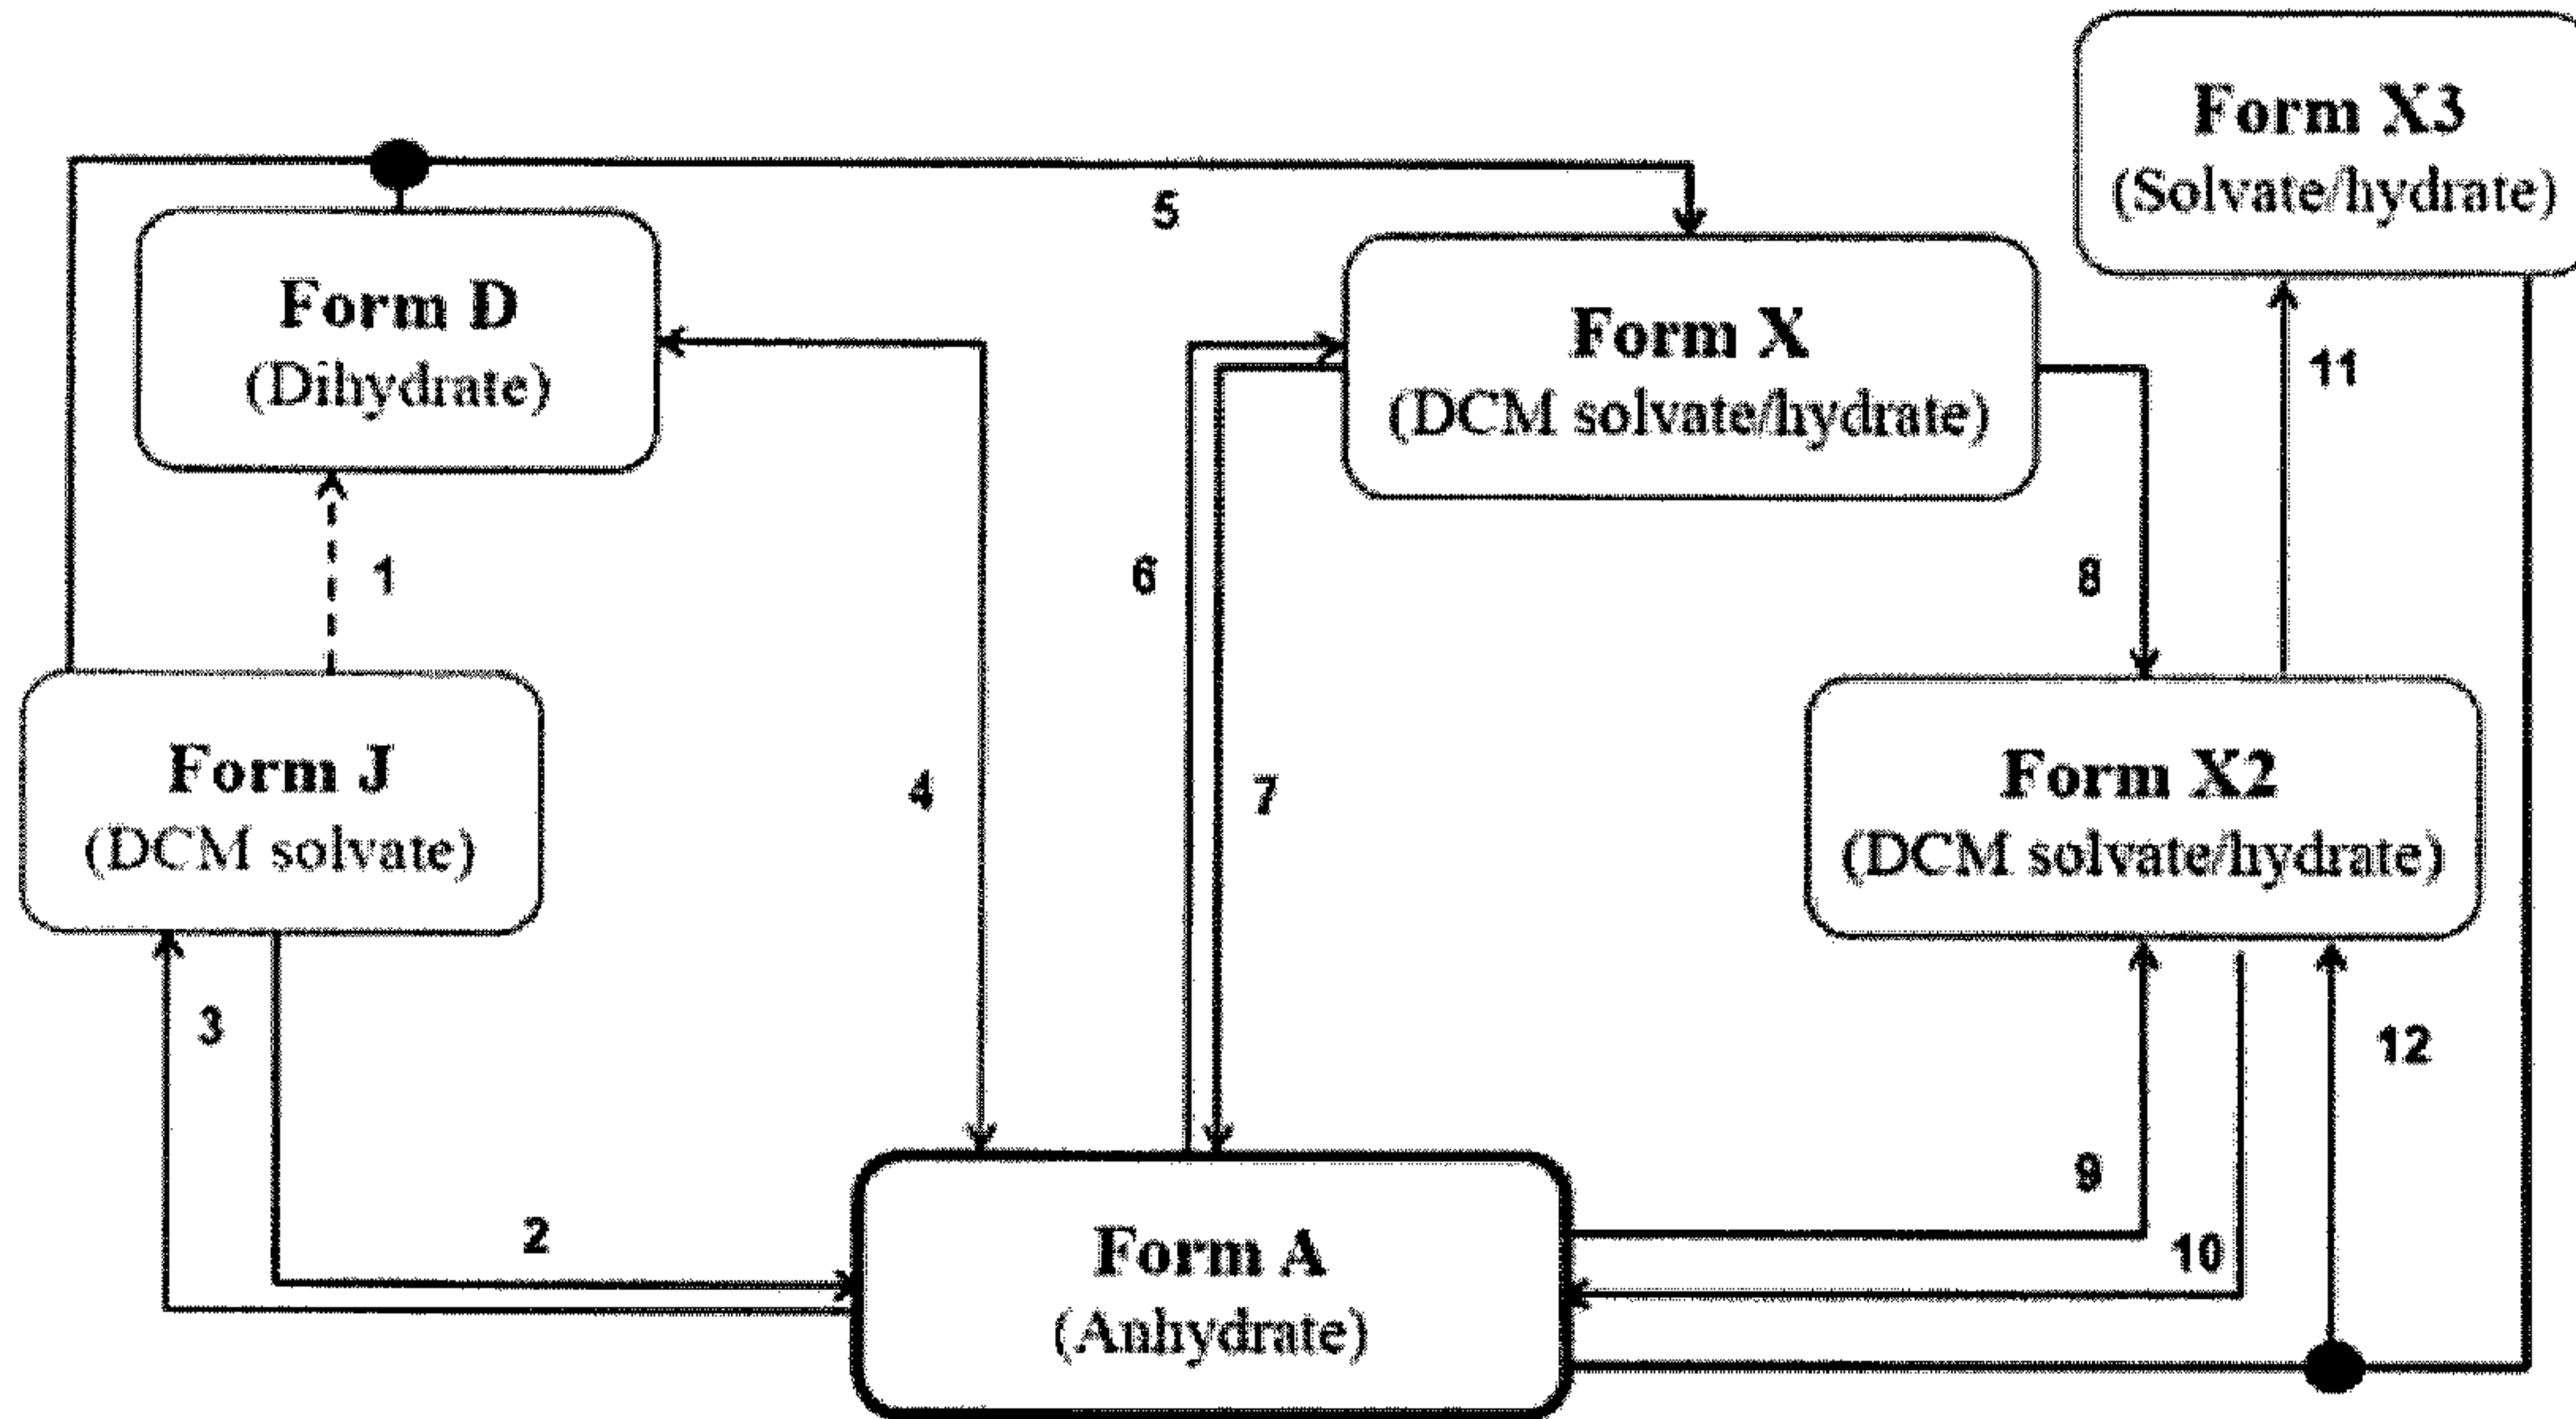 Form X3
(Solvate/hydrate)
5
Form D
(Dihydrate)
Form X
(DCM solvate/hydrate)
11
1
6
8
Form J
(DCM solvate)
4
7
Form X2
(DCM solvate/hydrate)
3
12
9
2
10
Form A
(Anhydrate)